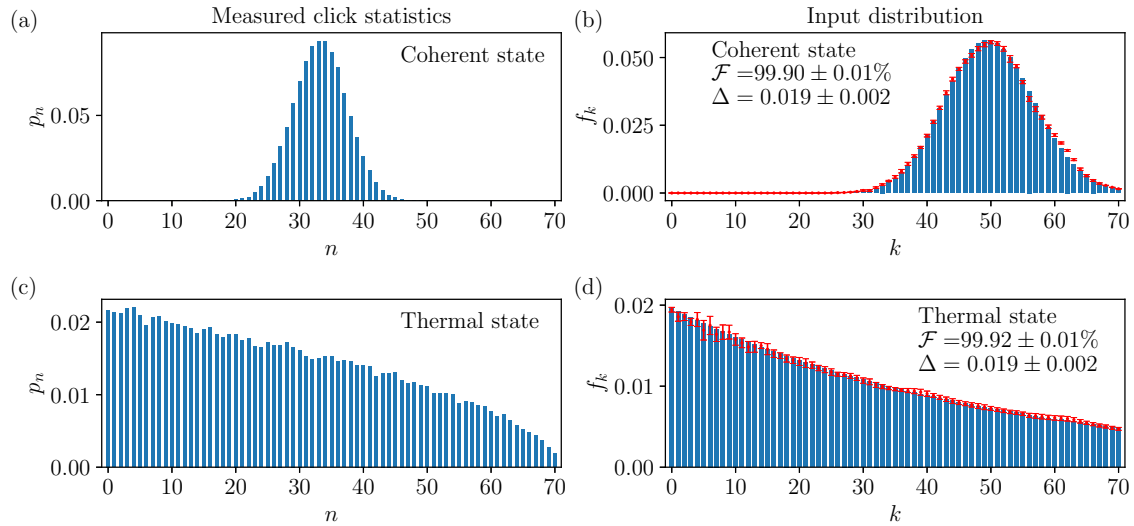 Measured click statistics
Input distribution
(a)
Coherent state
p_n
0.05
0.00
0 10 20 30 40 50 60 70
n
(b)
Coherent state
ℱ =99.90 ± 0.01%
Δ = 0.019 ± 0.002
f_k
0.050
0.025
0.000
0 10 20 30 40 50 60 70
k
(c)
Thermal state
p_n
0.02
0.01
0.00
0 10 20 30 40 50 60 70
n
(d)
Thermal state
ℱ =99.92 ± 0.01%
Δ = 0.019 ± 0.002
f_k
0.02
0.01
0.00
0 10 20 30 40 50 60 70
k